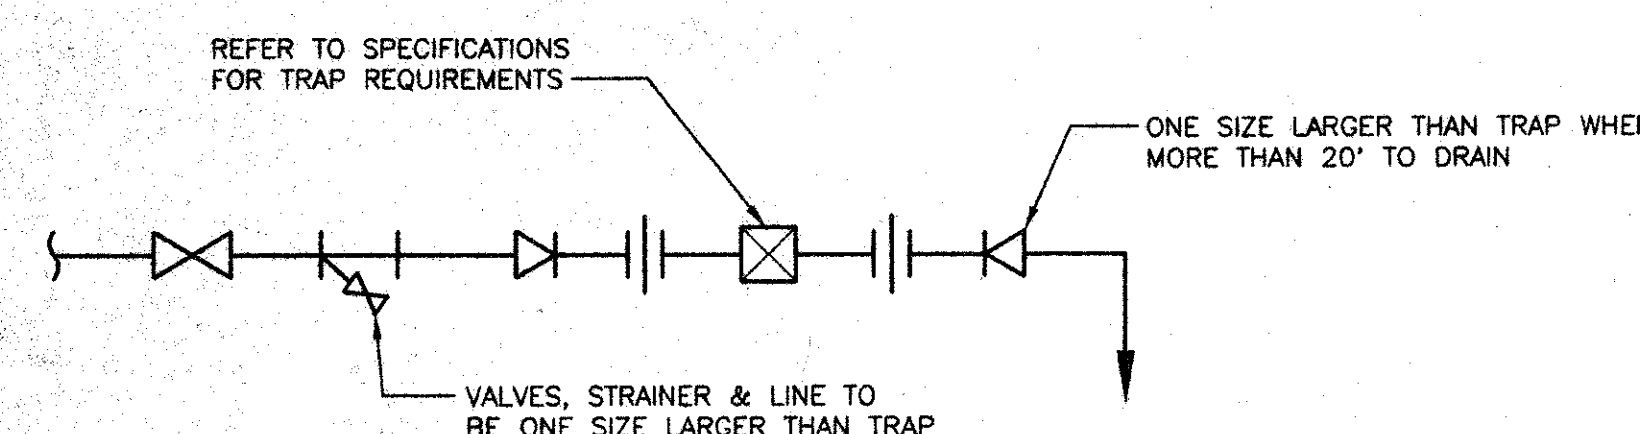 REFER TO SPECIFICATIONS
FOR TRAP REQUIREMENTS
ONE SIZE LARGER THAN TRAP
MORE THAN 20' TO DRAIN
VALVES, STRAINER & LINE TO
BE ONE SIZE LARGER THAN TRAP